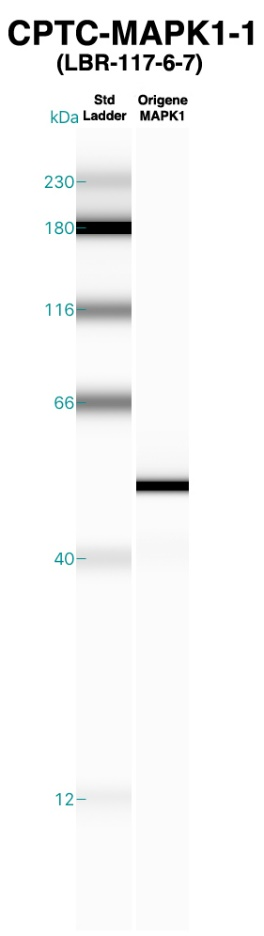 CPTC-MAPK1-1
(LBR-117-6-7)
kDa
Std Ladder
Origene MAPK1
230
180
116
66
40
12